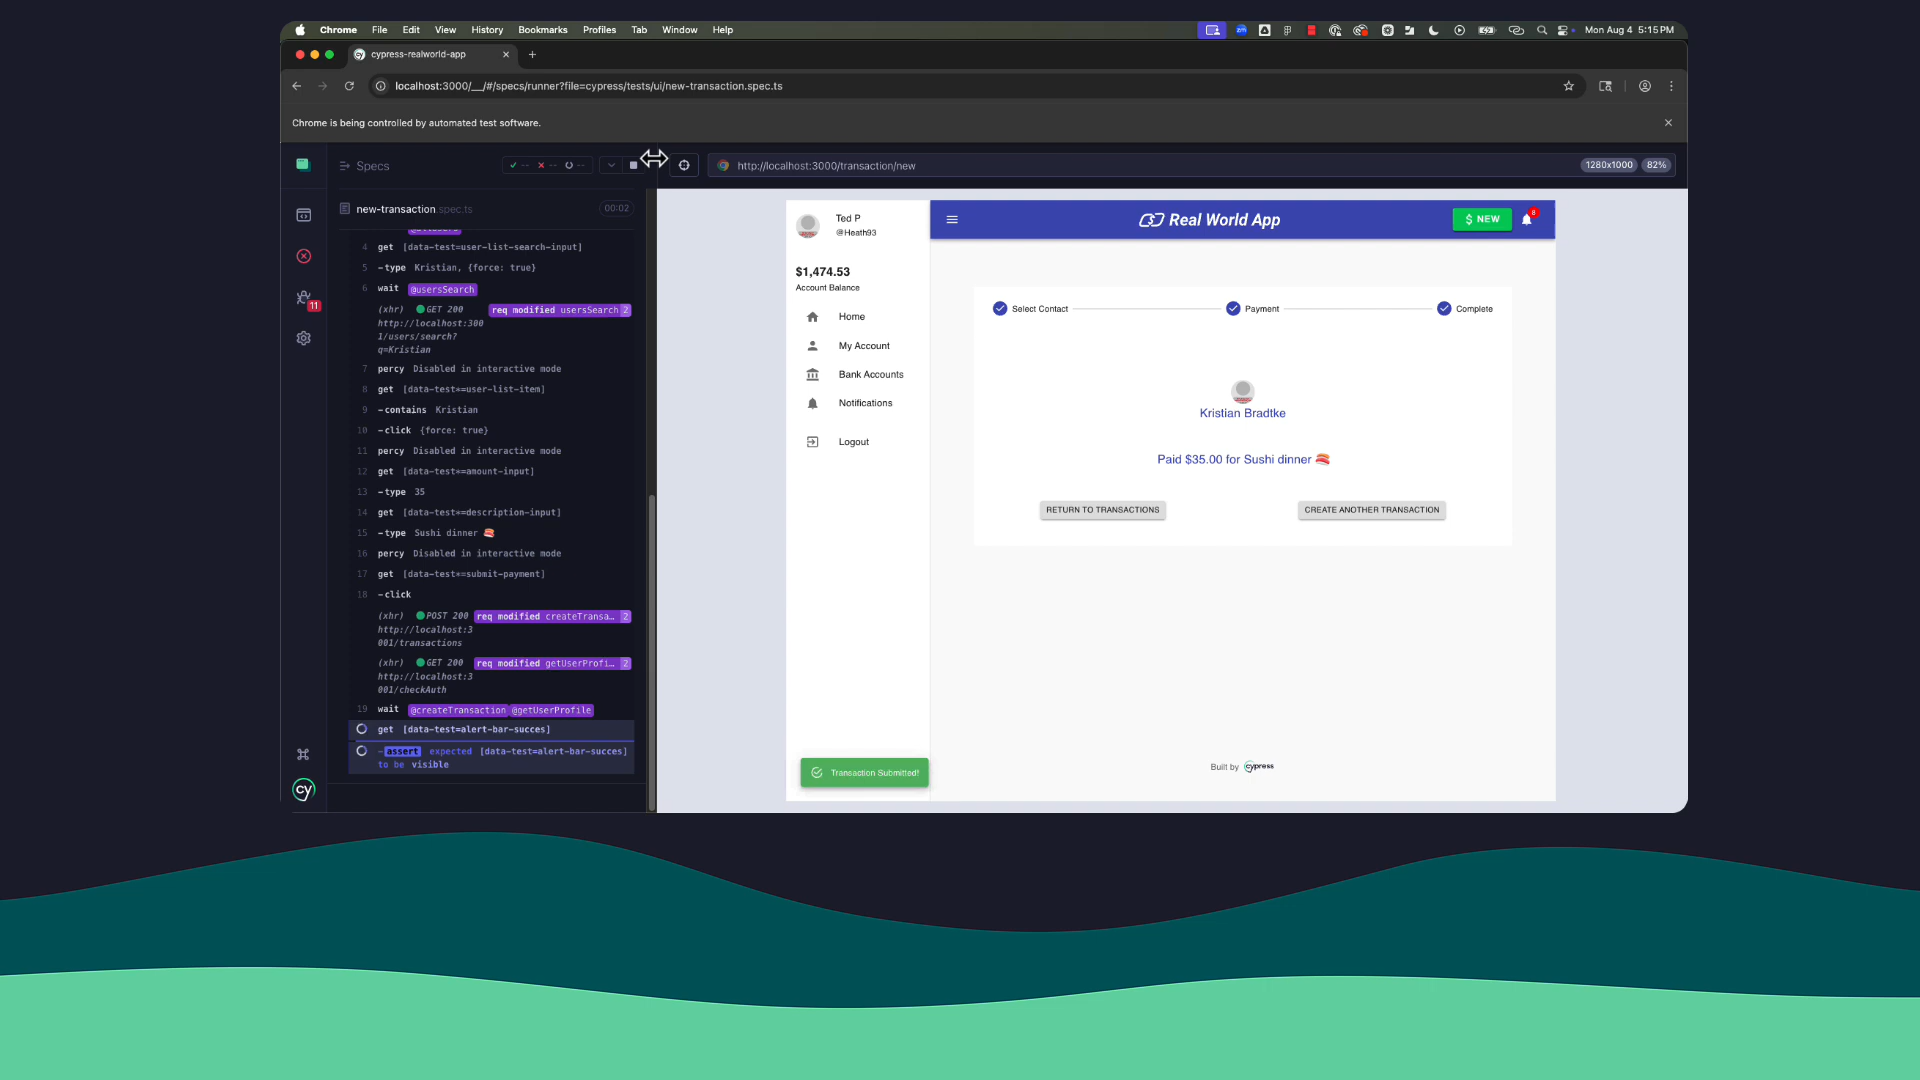 Chrome File Edit View History Bookmarks Profiles Tab Window Help
Mon Aug 4 5:15 PM
cypress-realworld-app
localhost:3000/__/#/specs/runner?file=cypress/tests/ui/new-transaction.spec.ts
Chrome is being controlled by automated test software.
Specs
-- -- --
http://localhost:3000/transaction/new
1280x1000 82%
new-transaction.spec.ts 00:02
4 get [data-test=user-list-search-input]
5 -type Kristian, {force: true}
6 wait @usersSearch
(xhr) GET 200 req modified usersSearch 2
http://localhost:300
1/users/search?
q=Kristian
7 percy Disabled in interactive mode
8 get [data-test*=user-list-item]
9 -contains Kristian
10 -click {force: true}
11 percy Disabled in interactive mode
12 get [data-test*=amount-input]
13 -type 35
14 get [data-test*=description-input]
15 -type Sushi dinner 🍣
16 percy Disabled in interactive mode
17 get [data-test*=submit-payment]
18 -click
(xhr) POST 200 req modified createTransa… 2
http://localhost:3
001/transactions
(xhr) GET 200 req modified getUserProfi… 2
http://localhost:3
001/checkAuth
19 wait @createTransaction @getUserProfile
get [data-test=alert-bar-succes]
-assert expected [data-test=alert-bar-succes]
to be visible
11
cy
Ted P
@Heath93
$1,474.53
Account Balance
Home
My Account
Bank Accounts
Notifications
Logout
Transaction Submitted!
Real World App
$ NEW
8
Select Contact
Payment
Complete
Kristian Bradtke
Paid $35.00 for Sushi dinner 🍣
RETURN TO TRANSACTIONS
CREATE ANOTHER TRANSACTION
Built by cypress